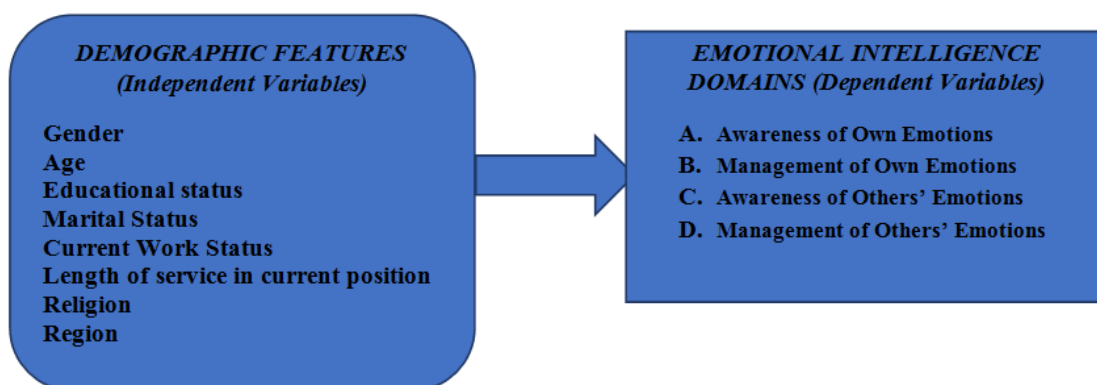 DEMOGRAPHIC FEATURES
(Independent Variables)
Gender
Age
Educational status
Marital Status
Current Work Status
Length of service in current position
Religion
Region
EMOTIONAL INTELLIGENCE
DOMAINS (Dependent Variables)
A. Awareness of Own Emotions
B. Management of Own Emotions
C. Awareness of Others’ Emotions
D. Management of Others’ Emotions